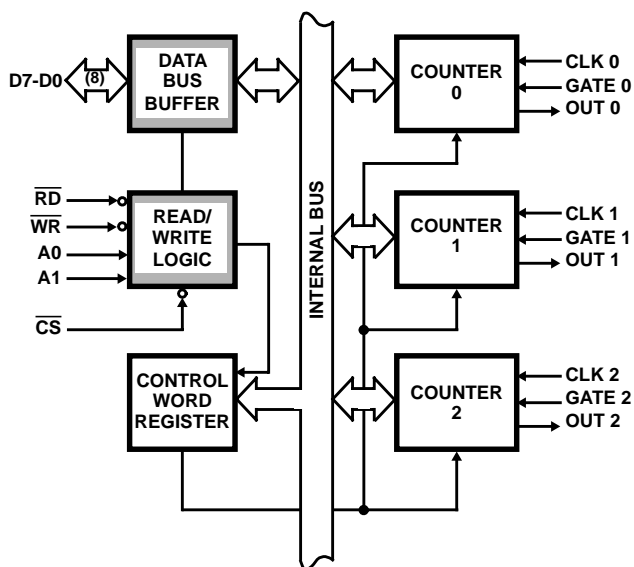 D7-D0
(8)
DATA
BUS
BUFFER
RD
WR
A0
A1
CS
READ/
WRITE
LOGIC
CONTROL
WORD
REGISTER
INTERNAL BUS
COUNTER
0
CLK 0
GATE 0
OUT 0
COUNTER
1
CLK 1
GATE 1
OUT 1
COUNTER
2
CLK 2
GATE 2
OUT 2